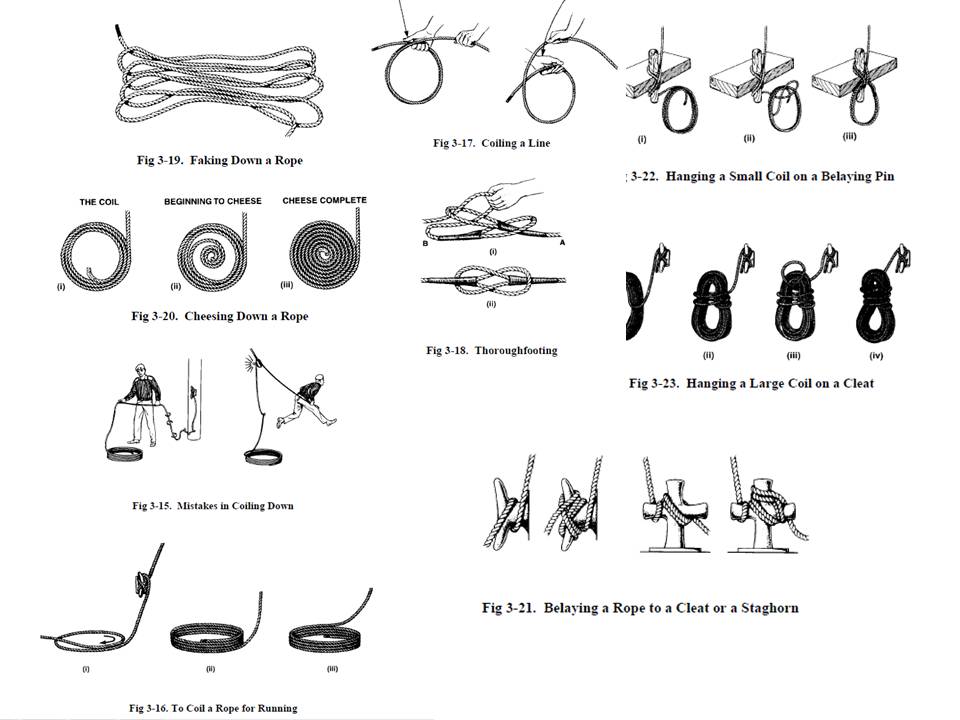 Fig 3-19. Faking Down a Rope
Fig 3-17. Coiling a Line
(i)
(ii)
(iii)
3-22. Hanging a Small Coil on a Belaying Pin
THE COIL
BEGINNING TO CHEESE
CHEESE COMPLETE
(i)
(ii)
(iii)
Fig 3-20. Cheesing Down a Rope
B
A
(i)
(ii)
Fig 3-18. Thoroughfooting
(ii)
(iii)
(iv)
Fig 3-23. Hanging a Large Coil on a Cleat
Fig 3-15. Mistakes in Coiling Down
Fig 3-21. Belaying a Rope to a Cleat or a Staghorn
(i)
(ii)
(iii)
Fig 3-16. To Coil a Rope for Running